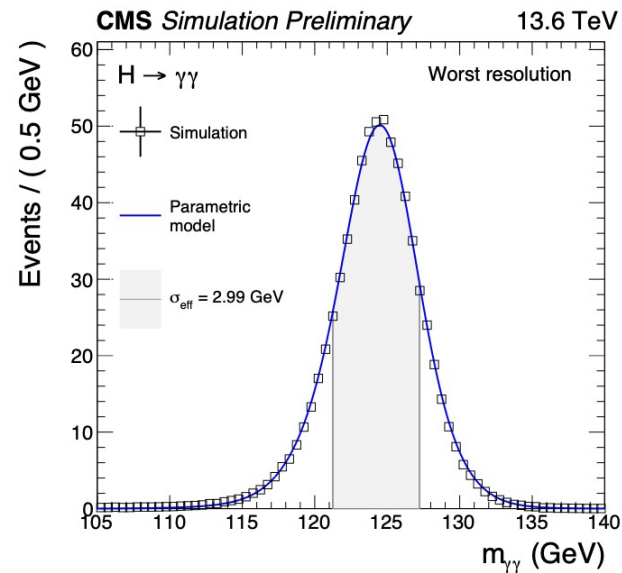 CMS Simulation Preliminary 13.6 TeV
Events / ( 0.5 GeV )
60
50
40
30
20
10
0
H → γγ
Worst resolution
Simulation
Parametric
model
σeff = 2.99 GeV
105 110 115 120 125 130 135 140
mγγ (GeV)